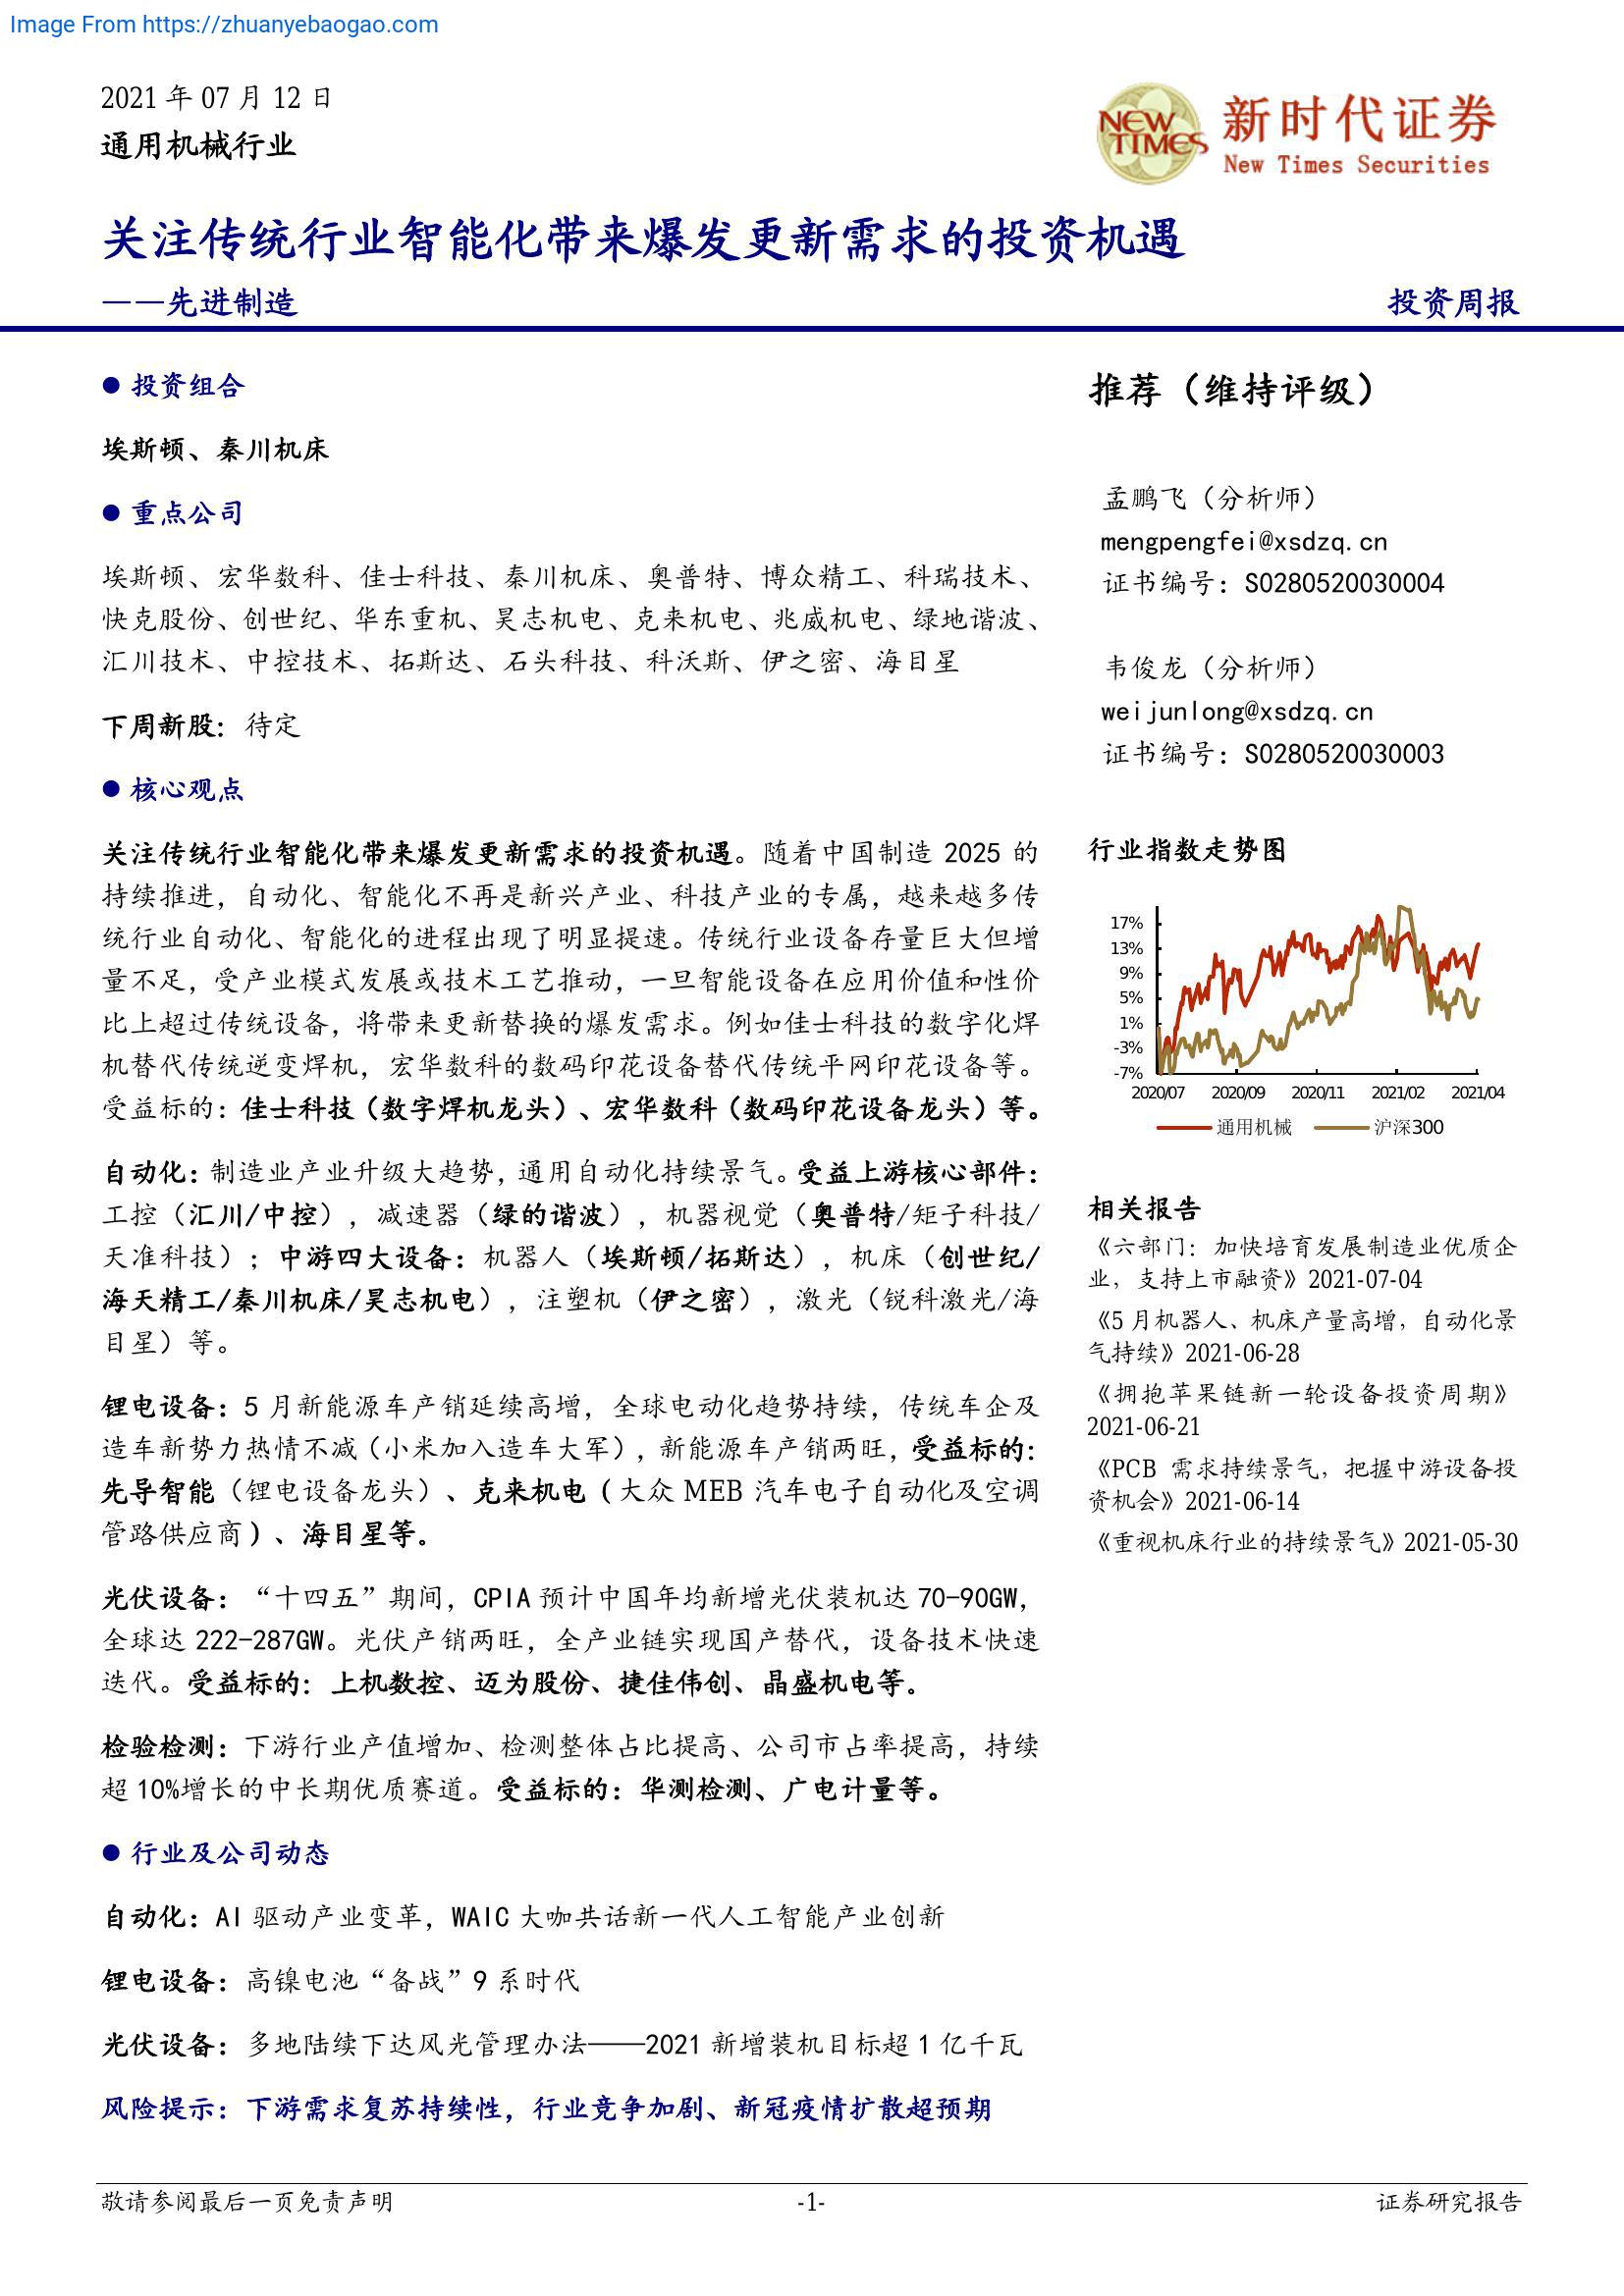 Image From https://zhuanyebaogao.com
2021 年 07 月 12 日
通用机械行业
NEW TIMES
新时代证券
New Times Securities
关注传统行业智能化带来爆发更新需求的投资机遇
——先进制造
投资周报
● 投资组合
埃斯顿、秦川机床
● 重点公司
埃斯顿、宏华数科、佳士科技、秦川机床、奥普特、博众精工、科瑞技术、
快克股份、创世纪、华东重机、昊志机电、克来机电、兆威机电、绿地谐波、
汇川技术、中控技术、拓斯达、石头科技、科沃斯、伊之密、海目星
下周新股：待定
● 核心观点
关注传统行业智能化带来爆发更新需求的投资机遇。随着中国制造 2025 的
持续推进，自动化、智能化不再是新兴产业、科技产业的专属，越来越多传
统行业自动化、智能化的进程出现了明显提速。传统行业设备存量巨大但增
量不足，受产业模式发展或技术工艺推动，一旦智能设备在应用价值和性价
比上超过传统设备，将带来更新替换的爆发需求。例如佳士科技的数字化焊
机替代传统逆变焊机，宏华数科的数码印花设备替代传统平网印花设备等。
受益标的：佳士科技（数字焊机龙头）、宏华数科（数码印花设备龙头）等。
自动化：制造业产业升级大趋势，通用自动化持续景气。受益上游核心部件：
工控（汇川/中控），减速器（绿的谐波），机器视觉（奥普特/矩子科技/
天准科技）；中游四大设备：机器人（埃斯顿/拓斯达），机床（创世纪/
海天精工/秦川机床/昊志机电），注塑机（伊之密），激光（锐科激光/海
目星）等。
锂电设备：5 月新能源车产销延续高增，全球电动化趋势持续，传统车企及
造车新势力热情不减（小米加入造车大军），新能源车产销两旺，受益标的：
先导智能（锂电设备龙头）、克来机电（大众 MEB 汽车电子自动化及空调
管路供应商）、海目星等。
光伏设备：“十四五”期间，CPIA 预计中国年均新增光伏装机达 70-90GW，
全球达 222-287GW。光伏产销两旺，全产业链实现国产替代，设备技术快速
迭代。受益标的：上机数控、迈为股份、捷佳伟创、晶盛机电等。
检验检测：下游行业产值增加、检测整体占比提高、公司市占率提高，持续
超 10%增长的中长期优质赛道。受益标的：华测检测、广电计量等。
● 行业及公司动态
自动化：AI 驱动产业变革，WAIC 大咖共话新一代人工智能产业创新
锂电设备：高镍电池“备战”9 系时代
光伏设备：多地陆续下达风光管理办法——2021 新增装机目标超 1 亿千瓦
风险提示：下游需求复苏持续性，行业竞争加剧、新冠疫情扩散超预期
推荐（维持评级）
孟鹏飞（分析师）
mengpengfei@xsdzq.cn
证书编号：S0280520030004
韦俊龙（分析师）
weijunlong@xsdzq.cn
证书编号：S0280520030003
行业指数走势图
17%
13%
9%
5%
1%
-3%
-7%
2020/07 2020/09 2020/11 2021/02 2021/04
通用机械 沪深300
相关报告
《六部门：加快培育发展制造业优质企
业，支持上市融资》2021-07-04
《5 月机器人、机床产量高增，自动化景
气持续》2021-06-28
《拥抱苹果链新一轮设备投资周期》
2021-06-21
《PCB 需求持续景气，把握中游设备投
资机会》2021-06-14
《重视机床行业的持续景气》2021-05-30
敬请参阅最后一页免责声明
-1-
证券研究报告